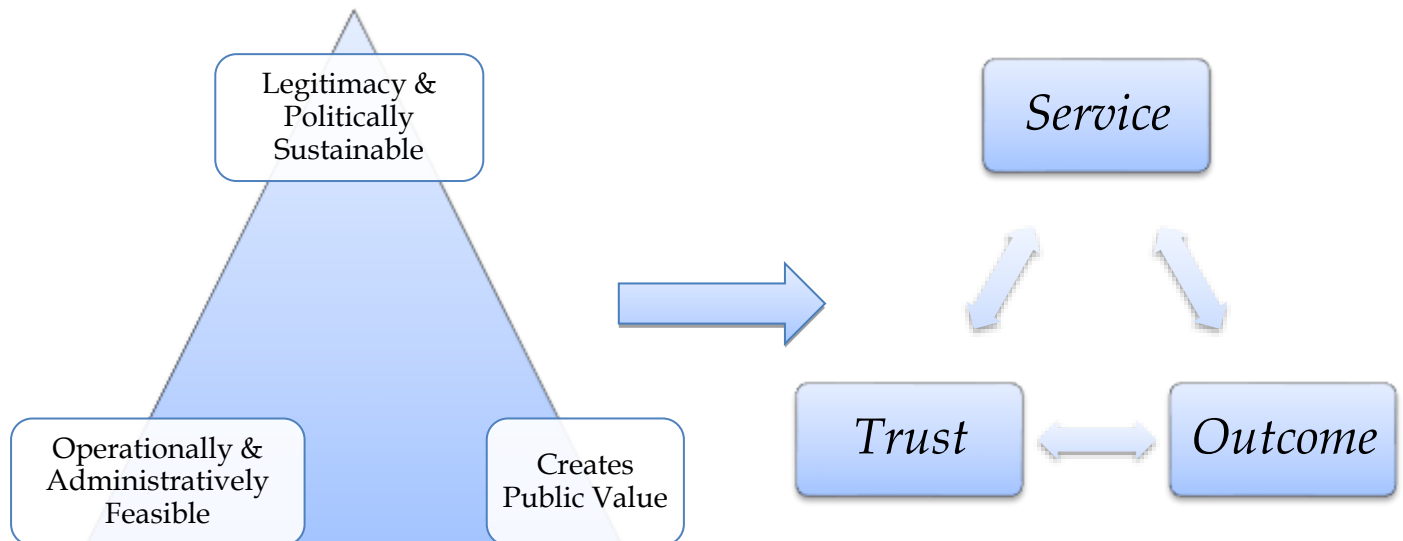 Legitimacy &
Politically
Sustainable
Operationally &
Administratively
Feasible
Creates
Public Value
Service
Trust
Outcome